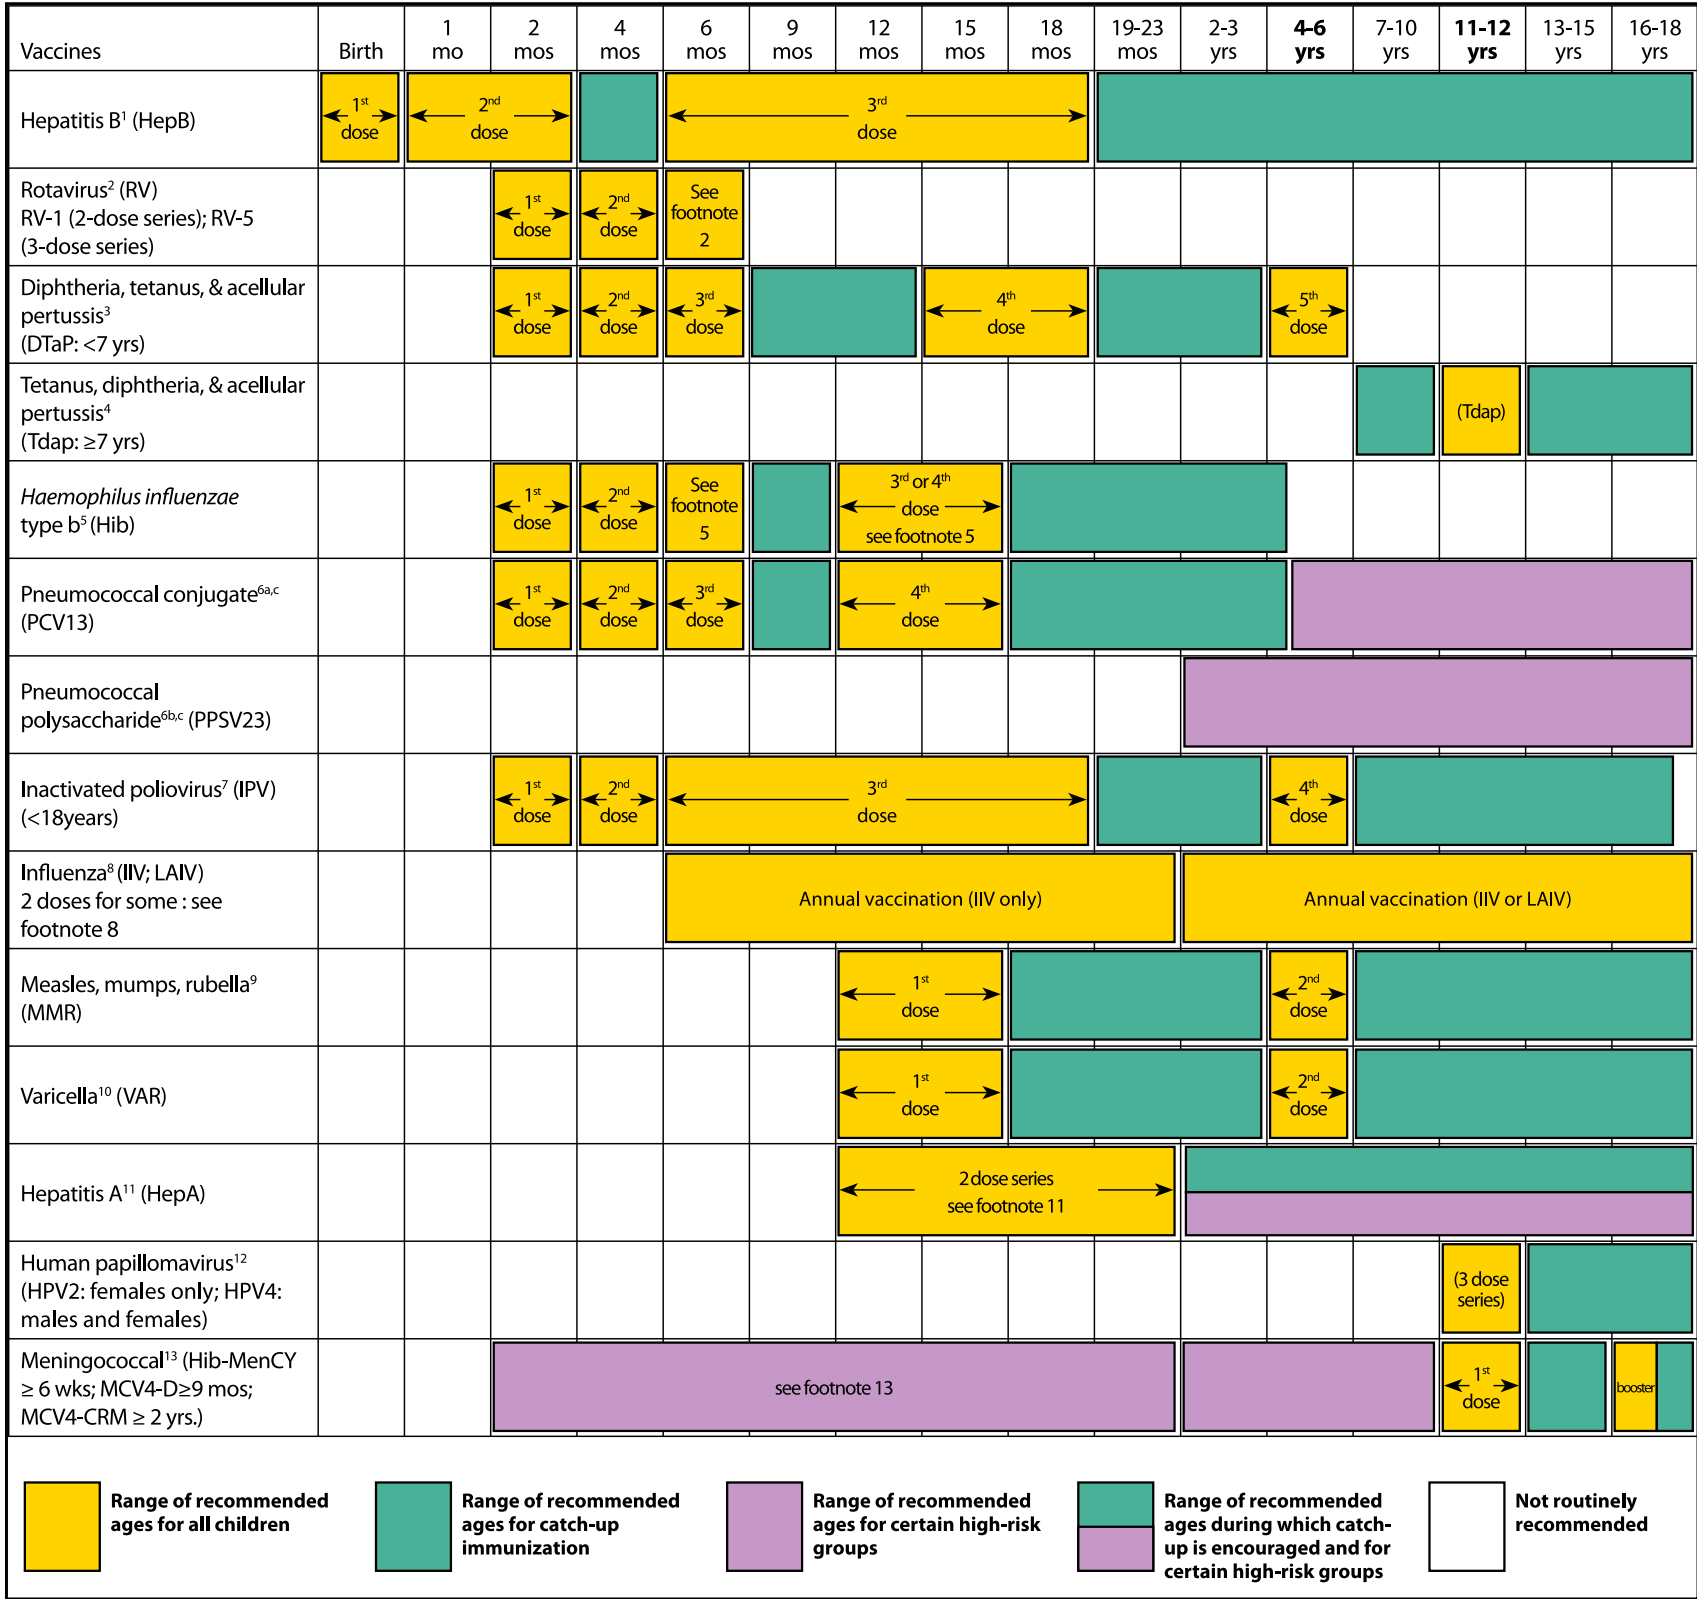 Vaccines
Birth
1
mo
2
mos
4
mos
6
mos
9
mos
12
mos
15
mos
18
mos
19-23
mos
2-3
yrs
4-6
yrs
7-10
yrs
11-12
yrs
13-15
yrs
16-18
yrs
Hepatitis B1 (HepB)
1st
dose
2nd
dose
3rd
dose
Rotavirus2 (RV)
RV-1 (2-dose series); RV-5
(3-dose series)
1st
dose
2nd
dose
See
footnote
2
Diphtheria, tetanus, & acellular
pertussis3
(DTaP: <7 yrs)
1st
dose
2nd
dose
3rd
dose
4th
dose
5th
dose
Tetanus, diphtheria, & acellular
pertussis4
(Tdap: ≥7 yrs)
(Tdap)
Haemophilus influenzae
type b5 (Hib)
1st
dose
2nd
dose
See
footnote
5
3rd or 4th
dose
see footnote 5
Pneumococcal conjugate6a,c
(PCV13)
1st
dose
2nd
dose
3rd
dose
4th
dose
Pneumococcal
polysaccharide6b,c (PPSV23)
Inactivated poliovirus7 (IPV)
(<18years)
1st
dose
2nd
dose
3rd
dose
4th
dose
Influenza8 (IIV; LAIV)
2 doses for some : see
footnote 8
Annual vaccination (IIV only)
Annual vaccination (IIV or LAIV)
Measles, mumps, rubella9
(MMR)
1st
dose
2nd
dose
Varicella10 (VAR)
1st
dose
2nd
dose
Hepatitis A11 (HepA)
2 dose series
see footnote 11
Human papillomavirus12
(HPV2: females only; HPV4:
males and females)
(3 dose
series)
Meningococcal13 (Hib-MenCY
≥ 6 wks; MCV4-D≥9 mos;
MCV4-CRM ≥ 2 yrs.)
see footnote 13
1st
dose
booster
Range of recommended
ages for all children
Range of recommended
ages for catch-up
immunization
Range of recommended
ages for certain high-risk
groups
Range of recommended
ages during which catch-
up is encouraged and for
certain high-risk groups
Not routinely
recommended